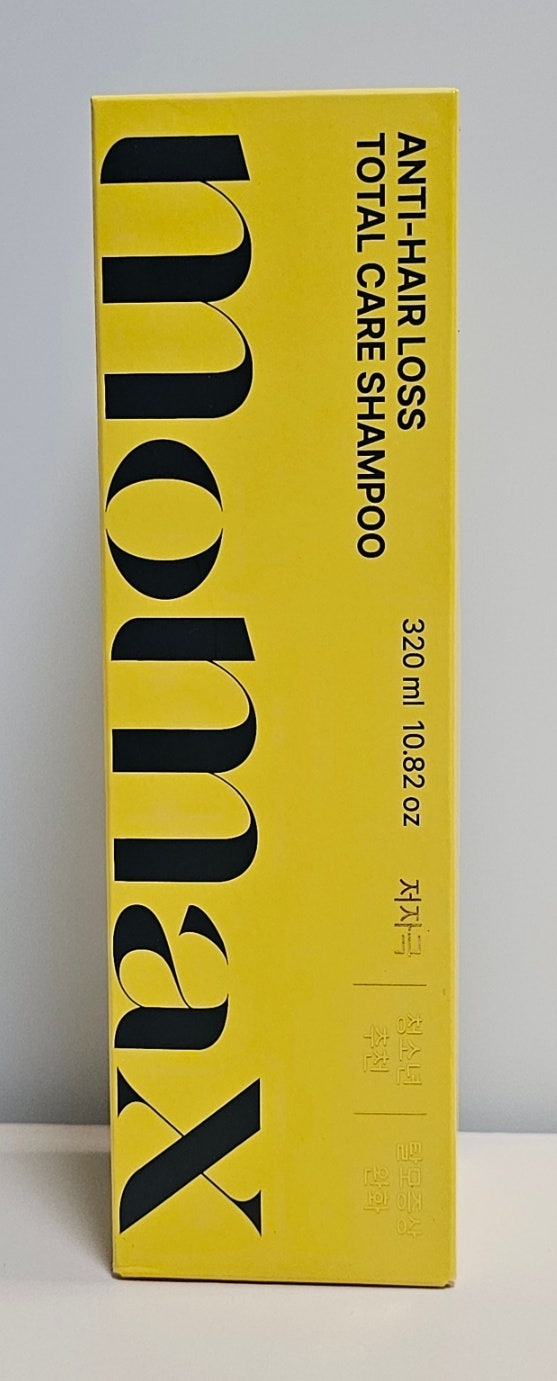 ANTI-HAIR LOSS
TOTAL CARE SHAMPOO
320 ml 10.82 oz
저자극
청소년
추천
탈모증상
완화
momax